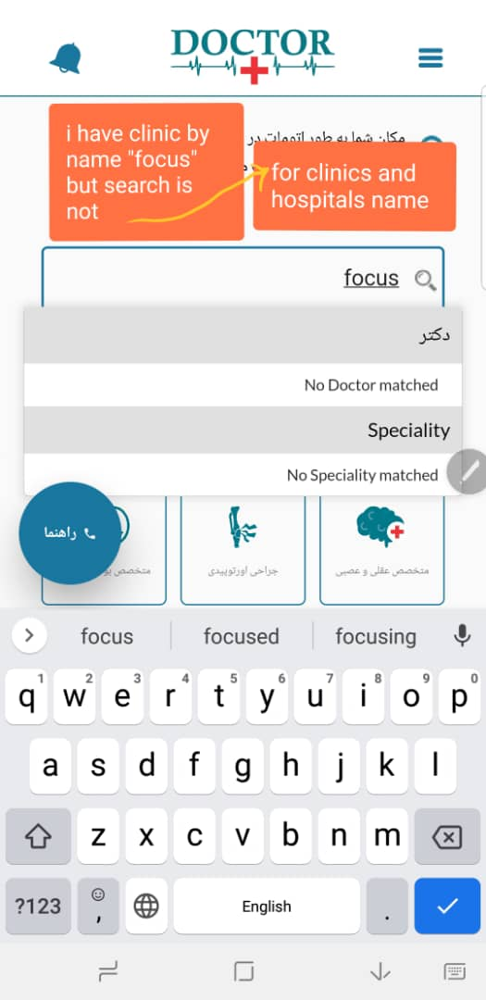 DOCTOR
i have clinic by
name "focus"
but search is
not
مکان شما به طور اتومات در
for clinics and
hospitals name
focus
دکتر
No Doctor matched
Speciality
No Speciality matched
راهنما
متخصص
جراحی اورتوپیدی
متخصص عقلی و عصبی
focus focused focusing
1 2 3 4 5 6 7 8 9 0
q w e r t y u i o p
a s d f g h j k l
z x c v b n m
?123 , English .